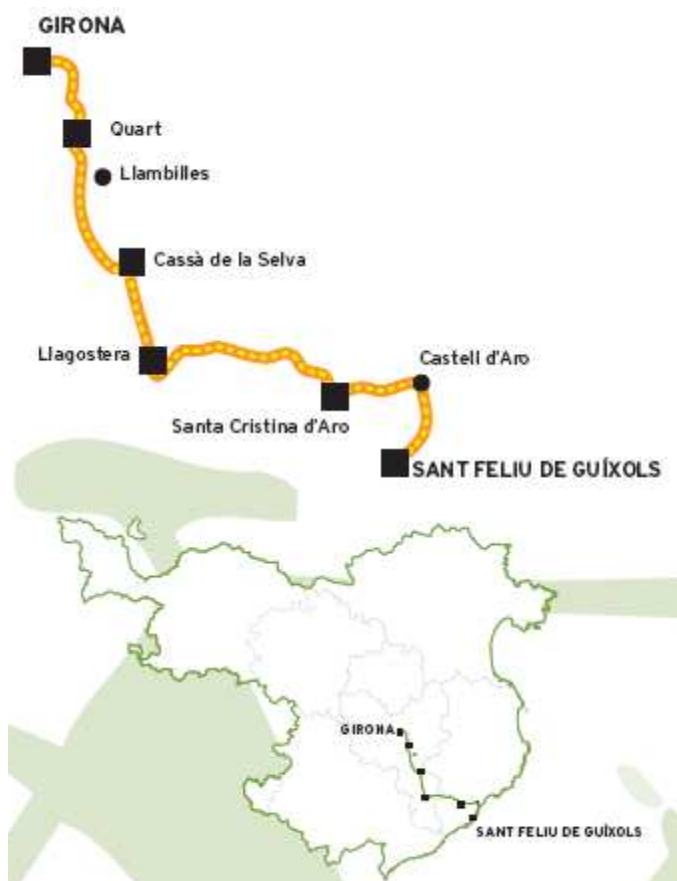 GIRONA
Quart
Llambilles
Cassà de la Selva
Llagostera
Castell d'Aro
Santa Cristina d'Aro
SANT FELIU DE GUÍXOLS
GIRONA
SANT FELIU DE GUÍXOLS